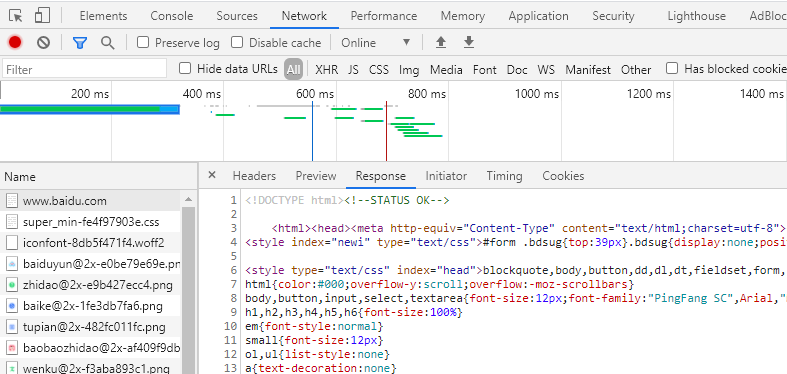 Elements Console Sources Network Performance Memory Application Security Lighthouse AdBloc
Preserve log Disable cache Online
Filter Hide data URLs All XHR JS CSS Img Media Font Doc WS Manifest Other Has blocked cookie
200 ms 400 ms 600 ms 800 ms 1000 ms 1200 ms 1400 ms
Name × Headers Preview Response Initiator Timing Cookies
www.baidu.com
super_min-fe4f97903e.css
iconfont-8db5f471f4.woff2
baiduyun@2x-e0be79e69e.pn
zhidao@2x-e9b427ecc4.png
baike@2x-1fe3db7fa6.png
tupian@2x-482fc011fc.png
baobaozhidao@2x-af409f9db
wenku@2x-f3aba893c1.png
1 <!DOCTYPE html><!--STATUS OK-->
2
3 <html><head><meta http-equiv="Content-Type" content="text/html;charset=utf-8">
4 <style index="newi" type="text/css">#form .bdsug{top:39px}.bdsug{display:none;posi
5
6 <style type="text/css" index="head">blockquote,body,button,dd,dl,dt,fieldset,form,
7 html{color:#000;overflow-y:scroll;overflow:-moz-scrollbars}
8 body,button,input,select,textarea{font-size:12px;font-family:"PingFang SC",Arial,"
9 h1,h2,h3,h4,h5,h6{font-size:100%}
10 em{font-style:normal}
11 small{font-size:12px}
12 ol,ul{list-style:none}
13 a{text-decoration:none}